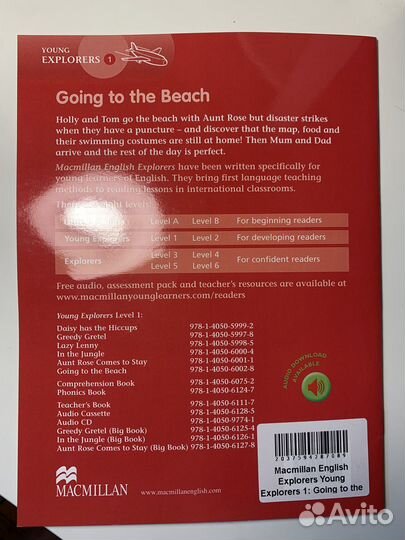 YOUNG
EXPLORERS 1
Going to the Beach
Holly and Tom go the beach with Aunt Rose but disaster strikes
when they have a puncture – and discover that the map, food and
their swimming costumes are still at home! Then Mum and Dad
arrive and the rest of the day is perfect.
Macmillan English Explorers have been written specifically for
young learners of English. They bring first language teaching
methods to reading lessons in international classrooms.
levels:
Level A Level B For beginning readers
Young Explorers Level 1 Level 2 For developing readers
Explorers Level 3 Level 4 For confident readers
Level 5 Level 6
Free audio, assessment pack and teacher's resources are available at
www.macmillanyounglearners.com/readers
Young Explorers Level 1:
Daisy has the Hiccups 978-1-4050-5999-2
Greedy Gretel 978-1-4050-5997-8
Lazy Lenny 978-1-4050-5998-5
In the Jungle 978-1-4050-6000-4
Aunt Rose Comes to Stay 978-1-4050-6001-1
Going to the Beach 978-1-4050-6002-8
Comprehension Book 978-1-4050-6075-2
Phonics Book 978-1-4050-6124-7
Teacher's Book 978-1-4050-6111-7
Audio Cassette 978-1-4050-6128-5
Audio CD 978-1-4050-9774-1
Greedy Gretel (Big Book) 978-1-4050-6125-4
In the Jungle (Big Book) 978-1-4050-6126-1
Aunt Rose Comes to Stay (Big Book) 978-1-4050-6127-8
AUDIO DOWNLOAD
AVAILABLE
MACMILLAN
www.macmillanenglish.com
2037594287089
Macmillan English
Explorers Young
Explorers 1: Going to the
Avito